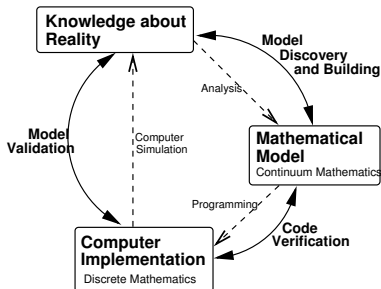 Knowledge about
Reality
Model
Discovery
and Building
Analysis
Model
Validation
Computer
Simulation
Mathematical
Model
Continuum Mathematics
Programming
Code
Verification
Computer
Implementation
Discrete Mathematics